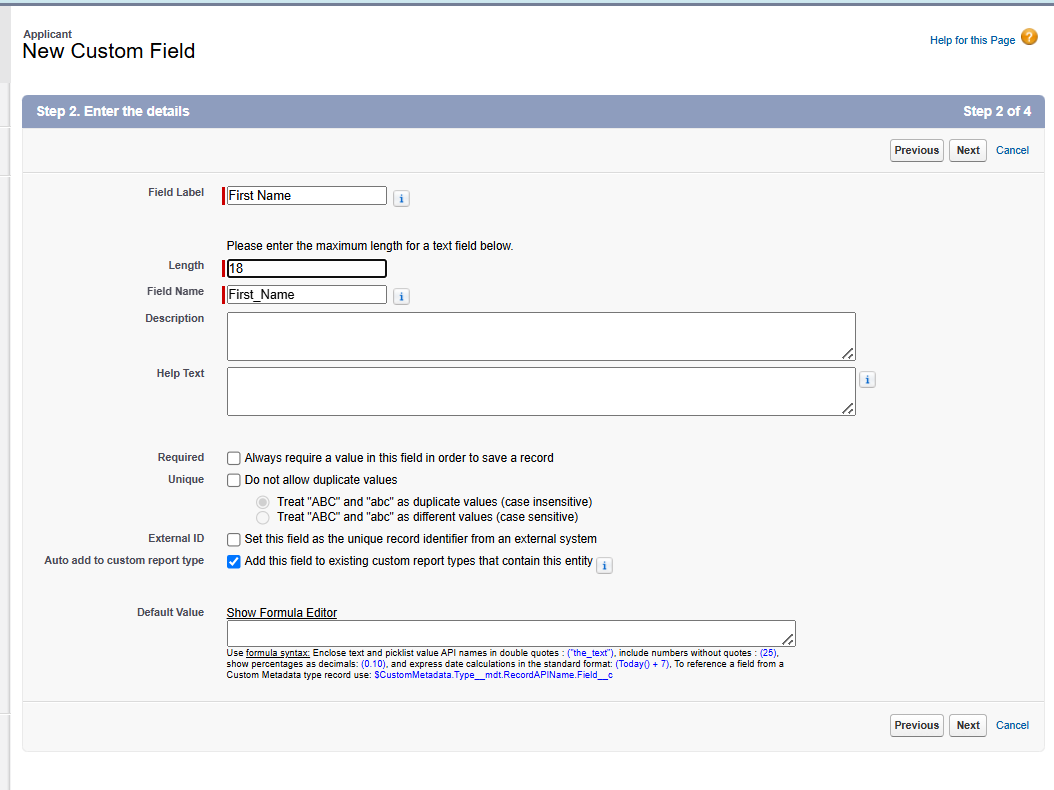 Applicant
New Custom Field
Help for this Page
?
Step 2. Enter the details
Step 2 of 4
Previous
Next
Cancel
Field Label
First Name
i
Please enter the maximum length for a text field below.
Length
18
Field Name
First_Name
i
Description
Help Text
i
Required
Always require a value in this field in order to save a record
Unique
Do not allow duplicate values
Treat "ABC" and "abc" as duplicate values (case insensitive)
Treat "ABC" and "abc" as different values (case sensitive)
External ID
Set this field as the unique record identifier from an external system
Auto add to custom report type
Add this field to existing custom report types that contain this entity
i
Default Value
Show Formula Editor
Use formula syntax: Enclose text and picklist value API names in double quotes : ("the_text"), include numbers without quotes : (25),
show percentages as decimals: (0.10), and express date calculations in the standard format: (Today() + 7). To reference a field from a
Custom Metadata type record use: $CustomMetadata.Type__mdt.RecordAPIName.Field__c
Previous
Next
Cancel